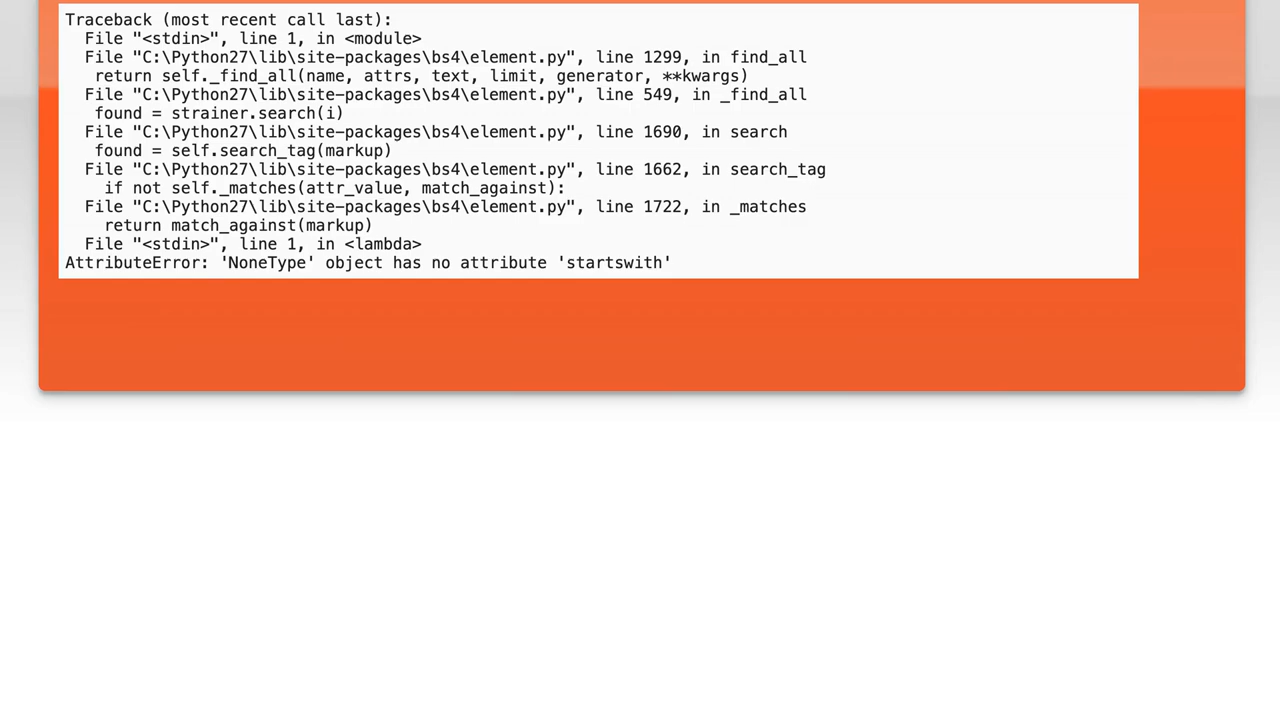 Traceback (most recent call last):
  File "<stdin>", line 1, in <module>
  File "C:\Python27\lib\site-packages\bs4\element.py", line 1299, in find_all
   return self._find_all(name, attrs, text, limit, generator, **kwargs)
  File "C:\Python27\lib\site-packages\bs4\element.py", line 549, in _find_all
   found = strainer.search(i)
  File "C:\Python27\lib\site-packages\bs4\element.py", line 1690, in search
   found = self.search_tag(markup)
  File "C:\Python27\lib\site-packages\bs4\element.py", line 1662, in search_tag
    if not self._matches(attr_value, match_against):
  File "C:\Python27\lib\site-packages\bs4\element.py", line 1722, in _matches
    return match_against(markup)
  File "<stdin>", line 1, in <lambda>
AttributeError: 'NoneType' object has no attribute 'startswith'